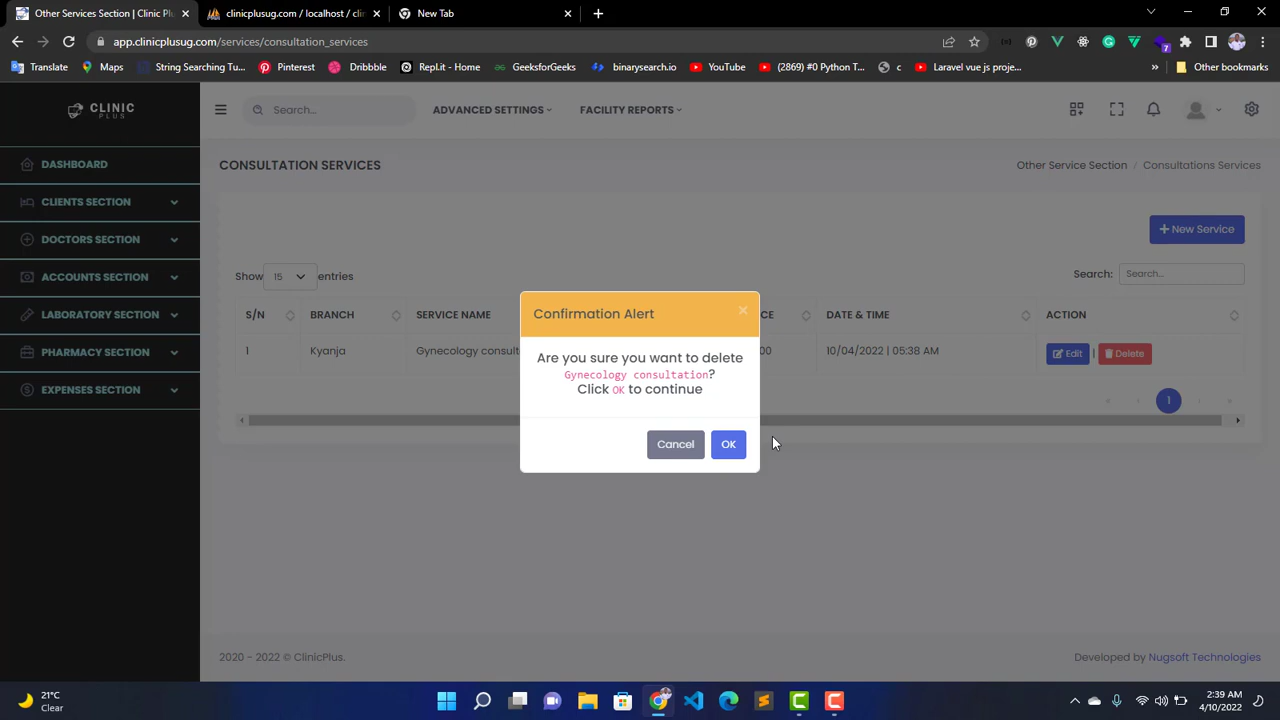 Other Services Section | Clinic Pl
clinicplusug.com / localhost / cli
New Tab
app.clinicplusug.com/services/consultation_services
7
Translate
Maps
String Searching Tu...
Pinterest
Dribbble
Repl.it - Home
GeeksforGeeks
binarysearch.io
YouTube
(2869) #0 Python T...
c
Laravel vue js proje...
»
Other bookmarks
CLINIC
PLUS
Search...
ADVANCED SETTINGS
FACILITY REPORTS
DASHBOARD
CLIENTS SECTION
DOCTORS SECTION
ACCOUNTS SECTION
LABORATORY SECTION
PHARMACY SECTION
EXPENSES SECTION
CONSULTATION SERVICES
Other Service Section / Consultations Services
New Service
Show 15 entries
Search: Search...
S/N BRANCH SERVICE NAME CE DATE & TIME ACTION
1 Kyanja Gynecology consult 00 10/04/2022 | 05:38 AM Edit | Delete
« ‹ 1 › »
Confirmation Alert ×
Are you sure you want to delete
Gynecology consultation?
Click OK to continue
Cancel OK
2020 - 2022 © ClinicPlus.
Developed by Nugsoft Technologies
21°C
Clear
2:39 AM
4/10/2022